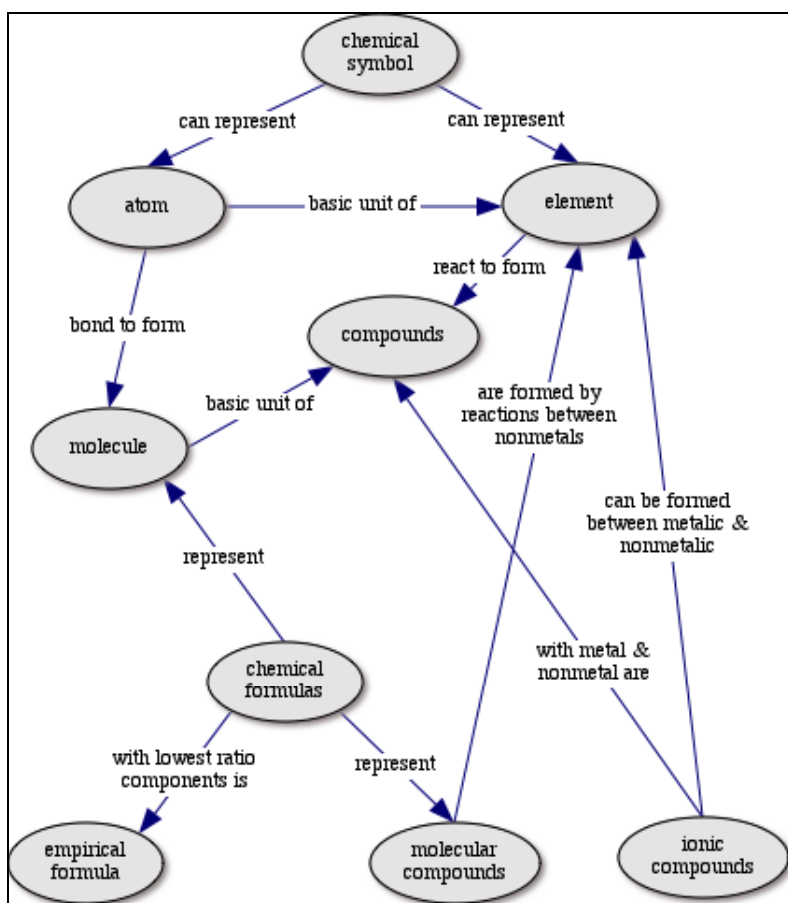 chemical
symbol
can represent
can represent
atom
basic unit of
element
react to form
bond to form
compounds
are formed by
reactions between
nonmetals
basic unit of
molecule
can be formed
between metalic &
nonmetalic
represent
with metal &
nonmetal are
chemical
formulas
with lowest ratio
components is
represent
empirical
formula
molecular
compounds
ionic
compounds